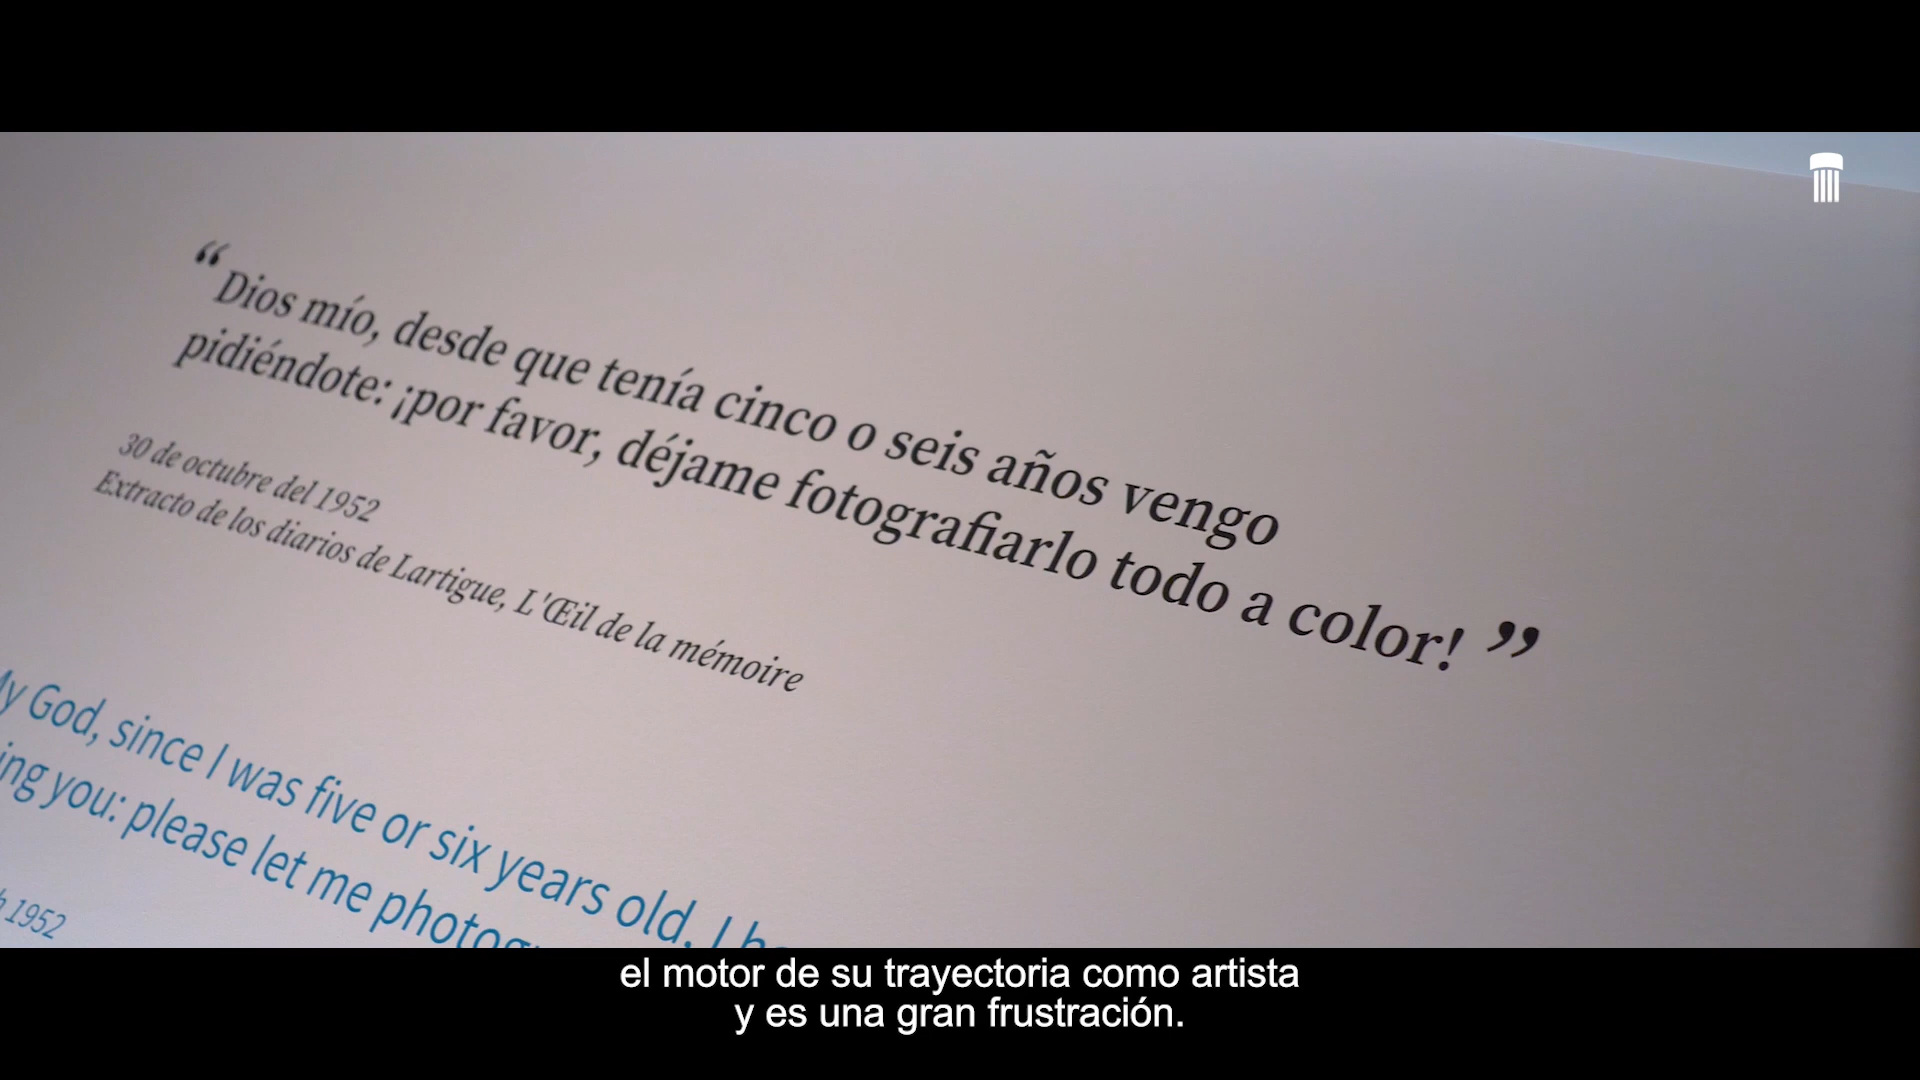 “Dios mío, desde que tenía cinco o seis años vengo
pidiéndote: ¡por favor, déjame fotografiarlo todo a color! ”
30 de octubre del 1952
Extracto de los diarios de Lartigue, L'Œil de la mémoire
God, since I was five or six years old, I
you: please let me
1952
el motor de su trayectoria como artista
y es una gran frustración.